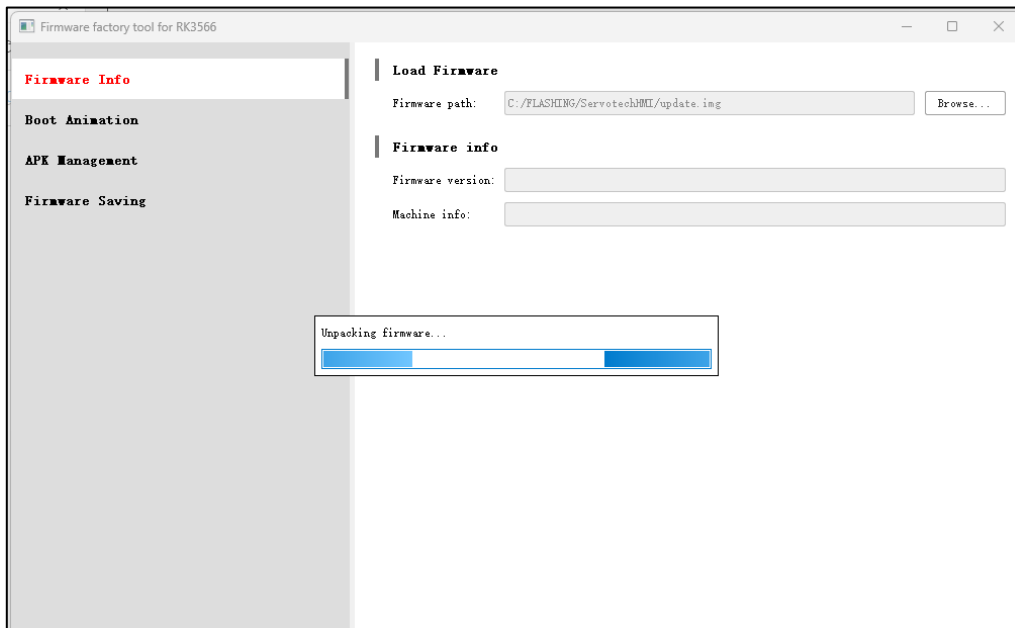 Firmware factory tool for RK3566
Firmware Info
Boot Animation
APK Management
Firmware Saving
Load Firmware
Firmware path: C:/FLASHING/ServotechHMI/update.img Browse...
Firmware info
Firmware version:
Machine info:
Unpacking firmware...